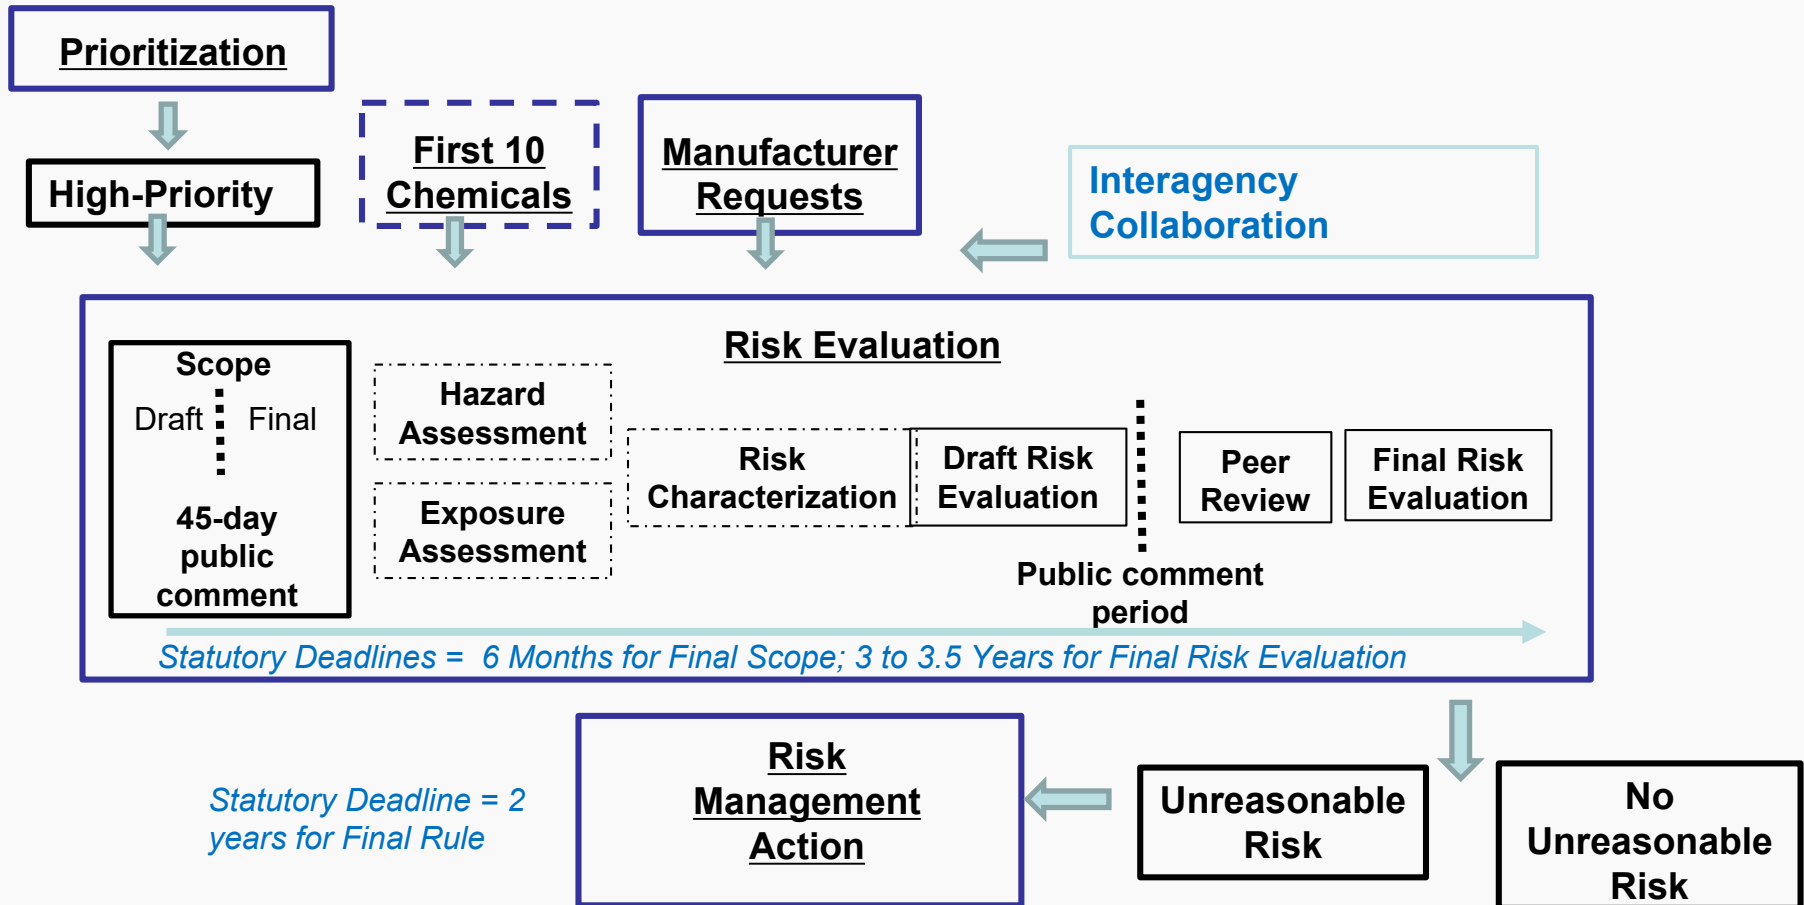 Prioritization
High-Priority
First 10
Chemicals
Manufacturer
Requests
Interagency
Collaboration
Risk Evaluation
Scope
Draft
Final
45-day
public
comment
Hazard
Assessment
Exposure
Assessment
Risk
Characterization
Draft Risk
Evaluation
Public comment
period
Peer
Review
Final Risk
Evaluation
Statutory Deadlines = 6 Months for Final Scope; 3 to 3.5 Years for Final Risk Evaluation
Statutory Deadline = 2
years for Final Rule
Risk
Management
Action
Unreasonable
Risk
No
Unreasonable
Risk